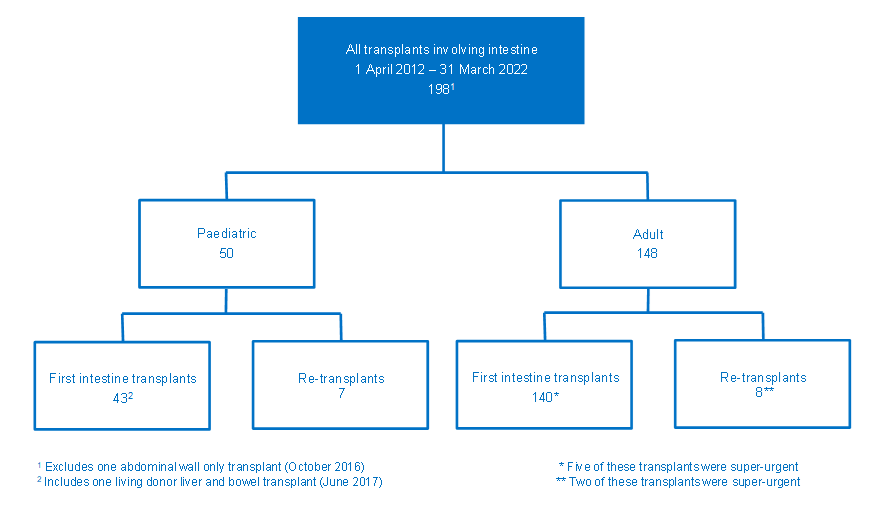 All transplants involving intestine
1 April 2012 – 31 March 2022
198¹
Paediatric
50
Adult
148
First intestine transplants
43²
Re-transplants
7
First intestine transplants
140*
Re-transplants
8**
¹ Excludes one abdominal wall only transplant (October 2016)
² Includes one living donor liver and bowel transplant (June 2017)
* Five of these transplants were super-urgent
** Two of these transplants were super-urgent